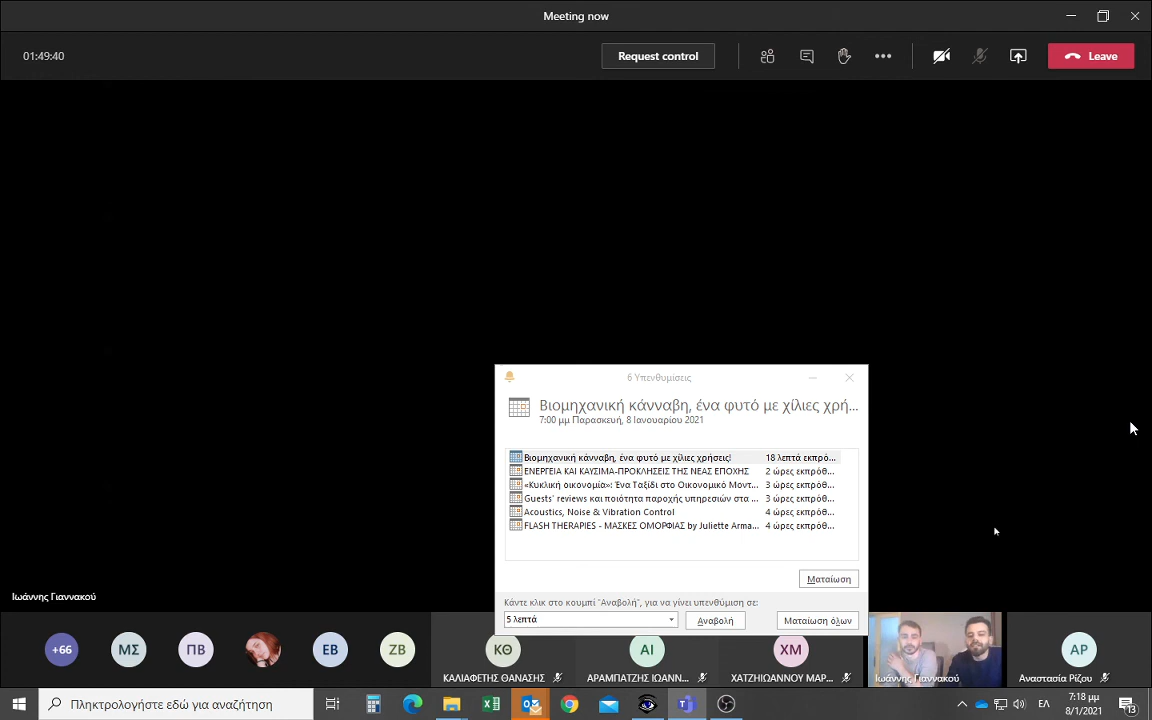 Meeting now
01:49:40
Request control
Leave
6 Υπενθυμίσεις
Βιομηχανική κάνναβη, ένα φυτό με χίλιες χρή...
7:00 μμ Παρασκευή, 8 Ιανουαρίου 2021
Βιομηχανική κάνναβη, ένα φυτό με χίλιες χρήσεις! 18 λεπτά εκπρό...
ΕΝΕΡΓΕΙΑ ΚΑΙ ΚΑΥΣΙΜΑ-ΠΡΟΚΛΗΣΕΙΣ ΤΗΣ ΝΕΑΣ ΕΠΟΧΗΣ 2 ώρες εκπρόθ...
«Κυκλική οικονομία»: Ένα Ταξίδι στο Οικονομικό Μοντ... 3 ώρες εκπρόθ...
Guests' reviews και ποιότητα παροχής υπηρεσιών στα ... 3 ώρες εκπρόθ...
Acoustics, Noise & Vibration Control 4 ώρες εκπρόθ...
FLASH THERAPIES - ΜΑΣΚΕΣ ΟΜΟΡΦΙΑΣ by Juliette Arma... 4 ώρες εκπρόθ...
Ματαίωση
Κάντε κλικ στο κουμπί "Αναβολή", για να γίνει υπενθύμιση σε:
5 λεπτά Αναβολή Ματαίωση όλων
Ιωάννης Γιαννακού
+66 ΜΣ ΠΒ ΕΒ ΖΒ ΚΘ ΑΙ ΧΜ ΑΡ
ΚΑΛΙΑΦΕΤΗΣ ΘΑΝΑΣΗΣ ΑΡΑΜΠΑΤΖΗΣ ΙΩΑΝΝ... ΧΑΤΖΗΙΩΑΝΝΟΥ ΜΑΡ... Ιωάννης Γιαννακού Αναστασία Ρίζου
Πληκτρολογήστε εδώ για αναζήτηση
ΕΛ
7:18 μμ
8/1/2021
13